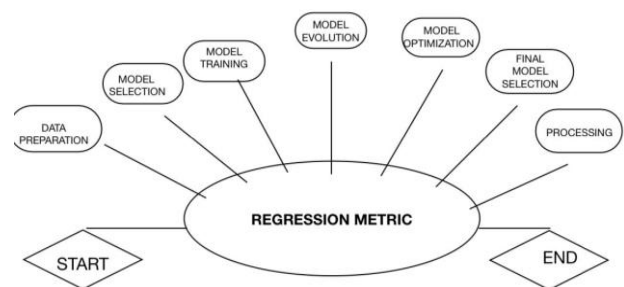 DATA
PREPARATION
MODEL
SELECTION
MODEL
TRAINING
MODEL
EVOLUTION
MODEL
OPTIMIZATION
FINAL
MODEL
SELECTION
PROCESSING
REGRESSION METRIC
START
END